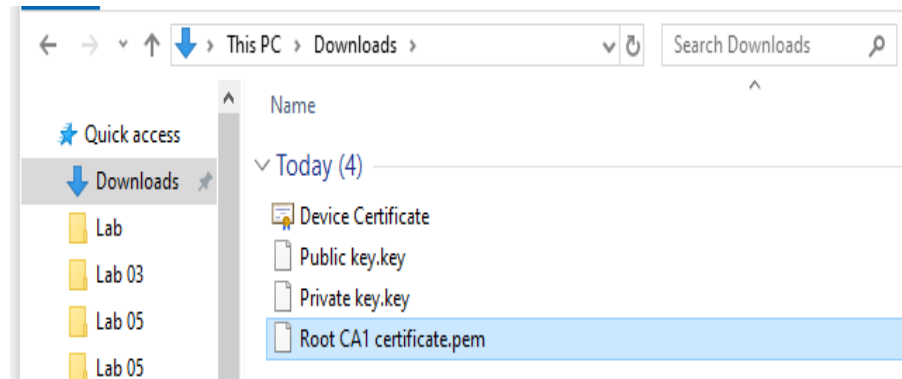 This PC > Downloads >
Search Downloads
Name
Quick access
Downloads
Lab
Lab 03
Lab 05
Lab 05
Today (4)
Device Certificate
Public key.key
Private key.key
Root CA1 certificate.pem